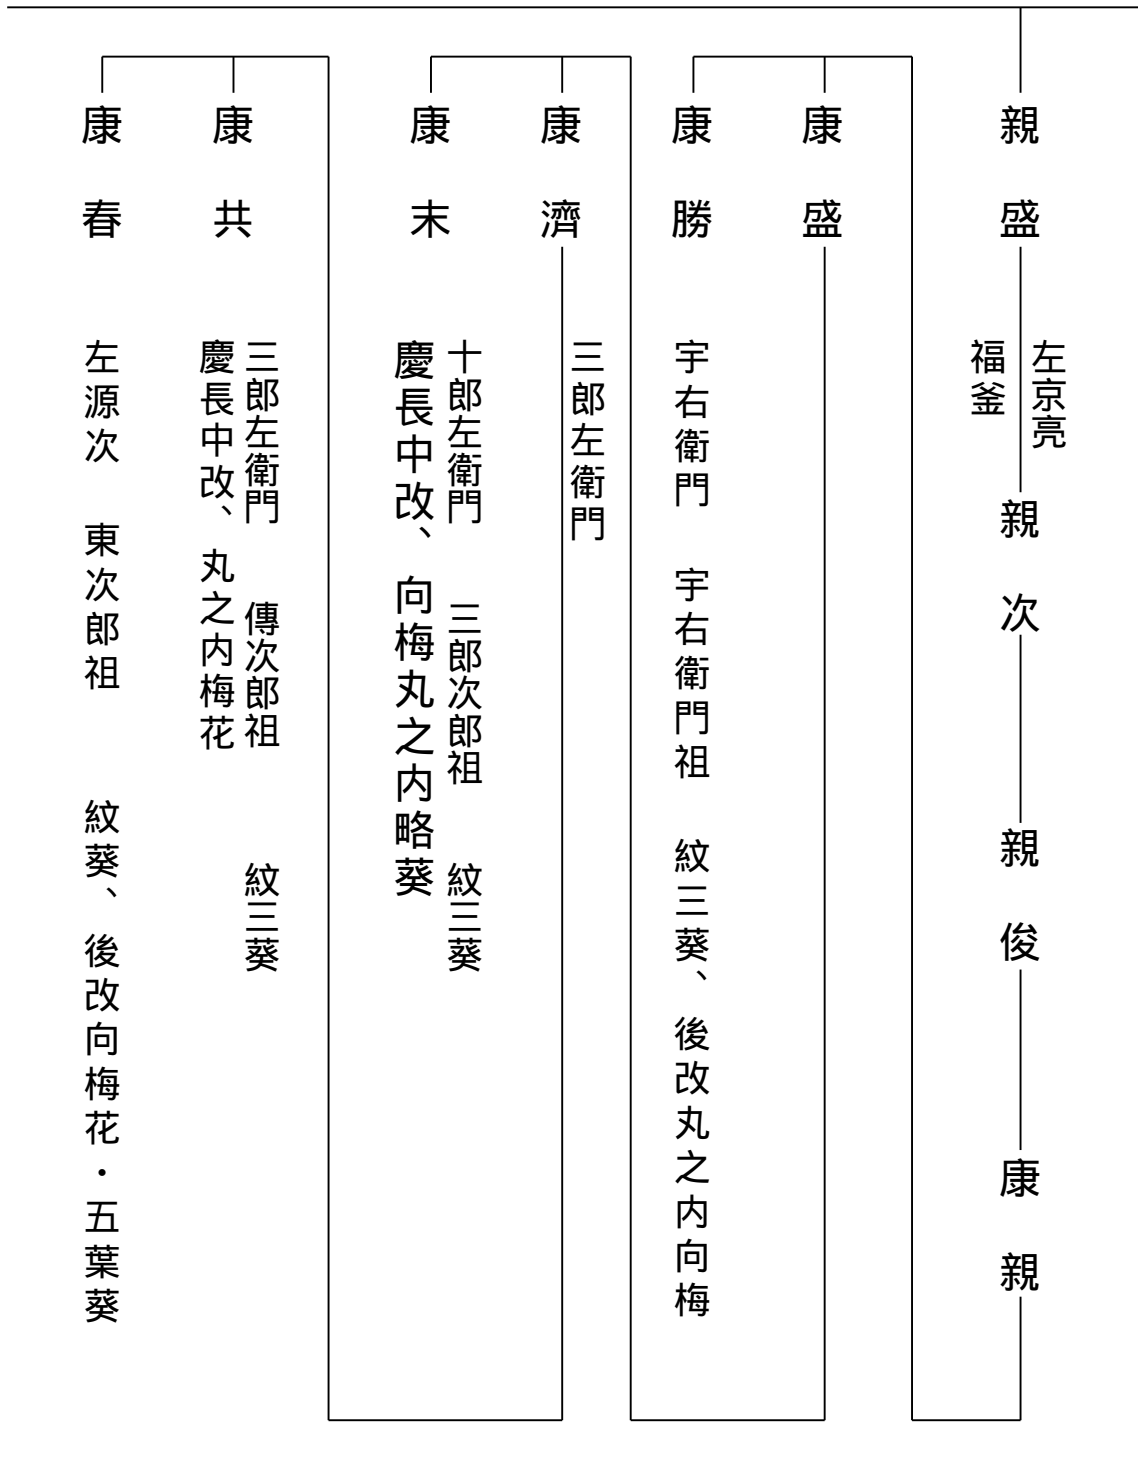 親盛
左京亮
福釜
親次
親俊
康親
康盛
康勝
宇右衛門　宇右衛門祖　紋三葵、後改丸之内向梅
康濟
三郎左衛門
康末
十郎左衛門　三郎次郎祖　紋三葵
慶長中改、向梅丸之内略葵
康共
三郎左衛門　傳次郎祖　紋三葵
慶長中改、丸之内梅花
康春
左源次　東次郎祖　紋葵、後改向梅花・五葉葵